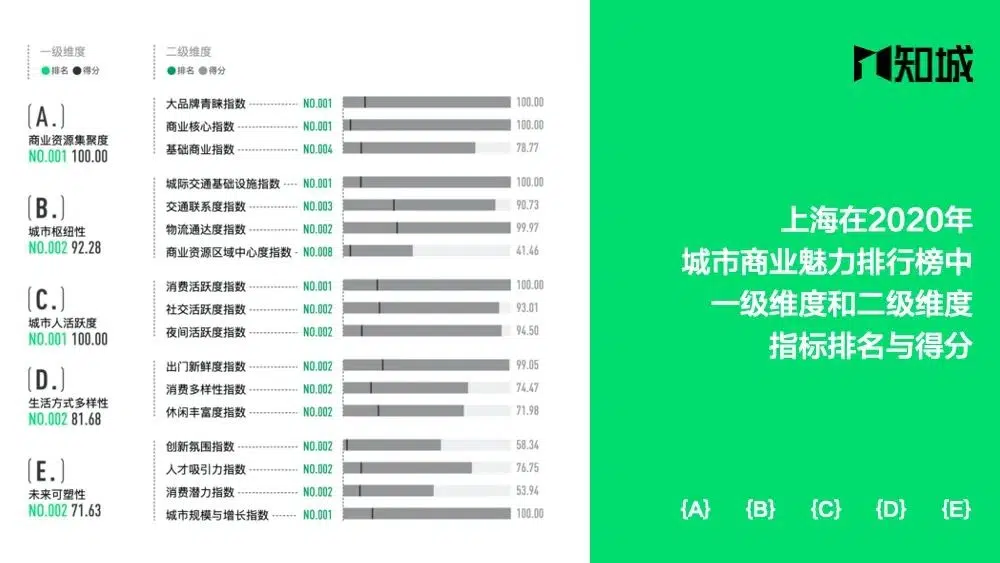 一级维度
排名 得分
二级维度
排名 得分
[A.]
商业资源集聚度
NO.001 100.00
大品牌青睐指数 NO.001 100.00
商业核心指数 NO.001 100.00
基础商业指数 NO.004 78.77
[B.]
城市枢纽性
NO.002 92.28
城际交通基础设施指数 NO.001 100.00
交通联系度指数 NO.003 90.73
物流通达度指数 NO.002 99.97
商业资源区域中心度指数 NO.008 41.46
[C.]
城市人活跃度
NO.001 100.00
消费活跃度指数 NO.001 100.00
社交活跃度指数 NO.002 93.01
夜间活跃度指数 NO.002 94.50
[D.]
生活方式多样性
NO.002 81.68
出门新鲜度指数 NO.002 99.05
消费多样性指数 NO.002 74.47
休闲丰富度指数 NO.002 71.98
[E.]
未来可塑性
NO.002 71.63
创新氛围指数 NO.002 58.34
人才吸引力指数 NO.002 76.75
消费潜力指数 NO.002 53.94
城市规模与增长指数 NO.001 100.00
知城
上海在2020年
城市商业魅力排行榜中
一级维度和二级维度
指标排名与得分
{A} {B} {C} {D} {E}